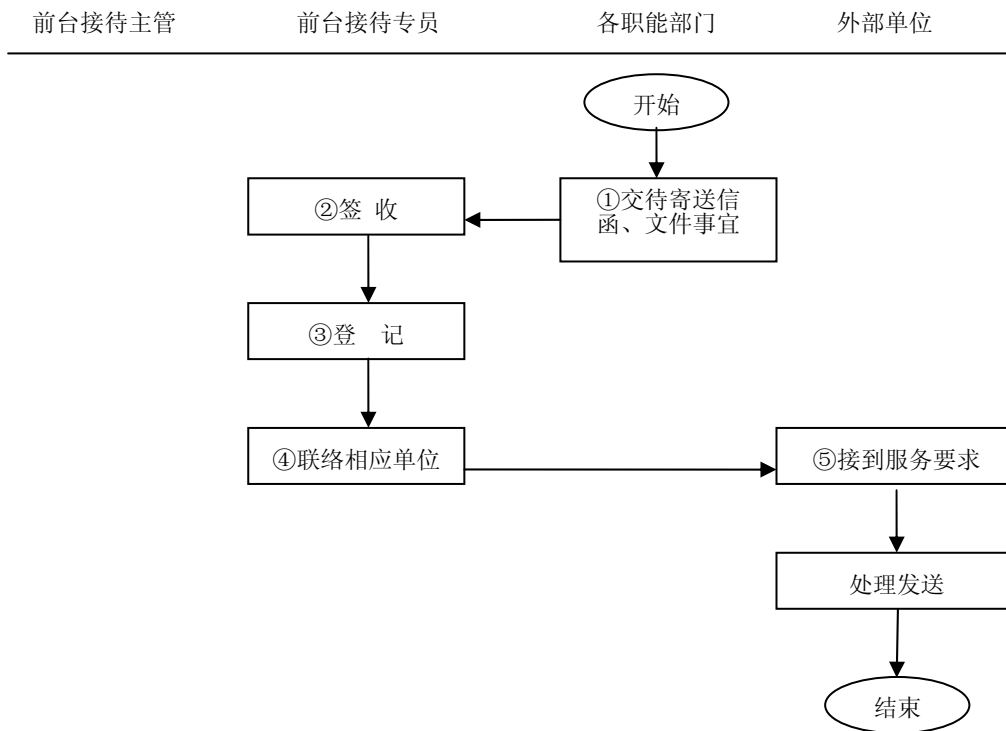 前台接待主管 前台接待专员 各职能部门 外部单位
开始
①交待寄送信
函、文件事宜
②签 收
③登 记
④联络相应单位
⑤接到服务要求
处理发送
结束